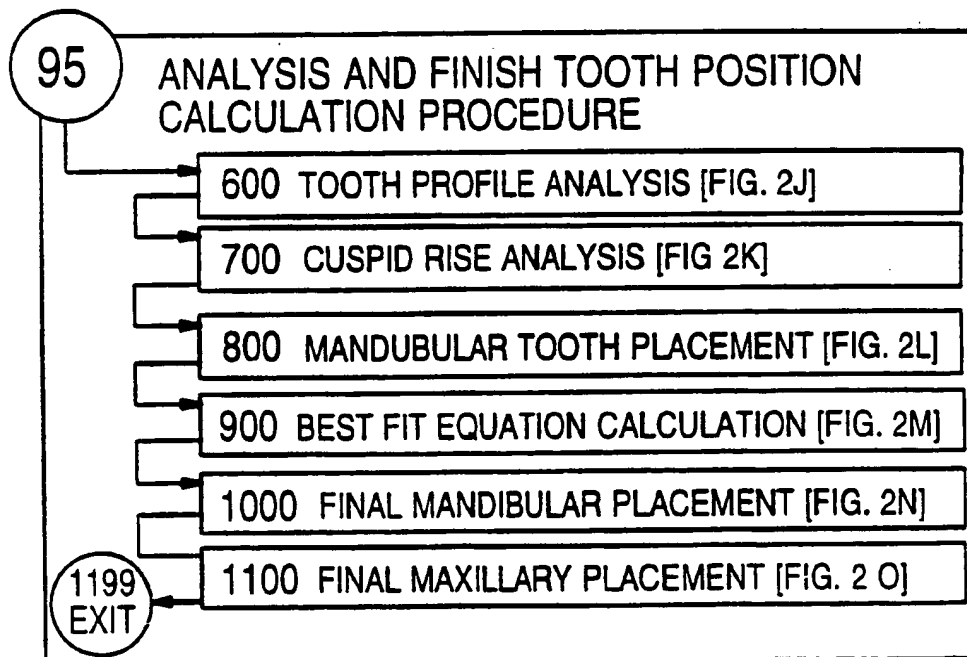 95
ANALYSIS AND FINISH TOOTH POSITION
CALCULATION PROCEDURE
600 TOOTH PROFILE ANALYSIS [FIG. 2J]
700 CUSPID RISE ANALYSIS [FIG 2K]
800 MANDUBULAR TOOTH PLACEMENT [FIG. 2L]
900 BEST FIT EQUATION CALCULATION [FIG. 2M]
1000 FINAL MANDIBULAR PLACEMENT [FIG. 2N]
1100 FINAL MAXILLARY PLACEMENT [FIG. 2 O]
1199
EXIT